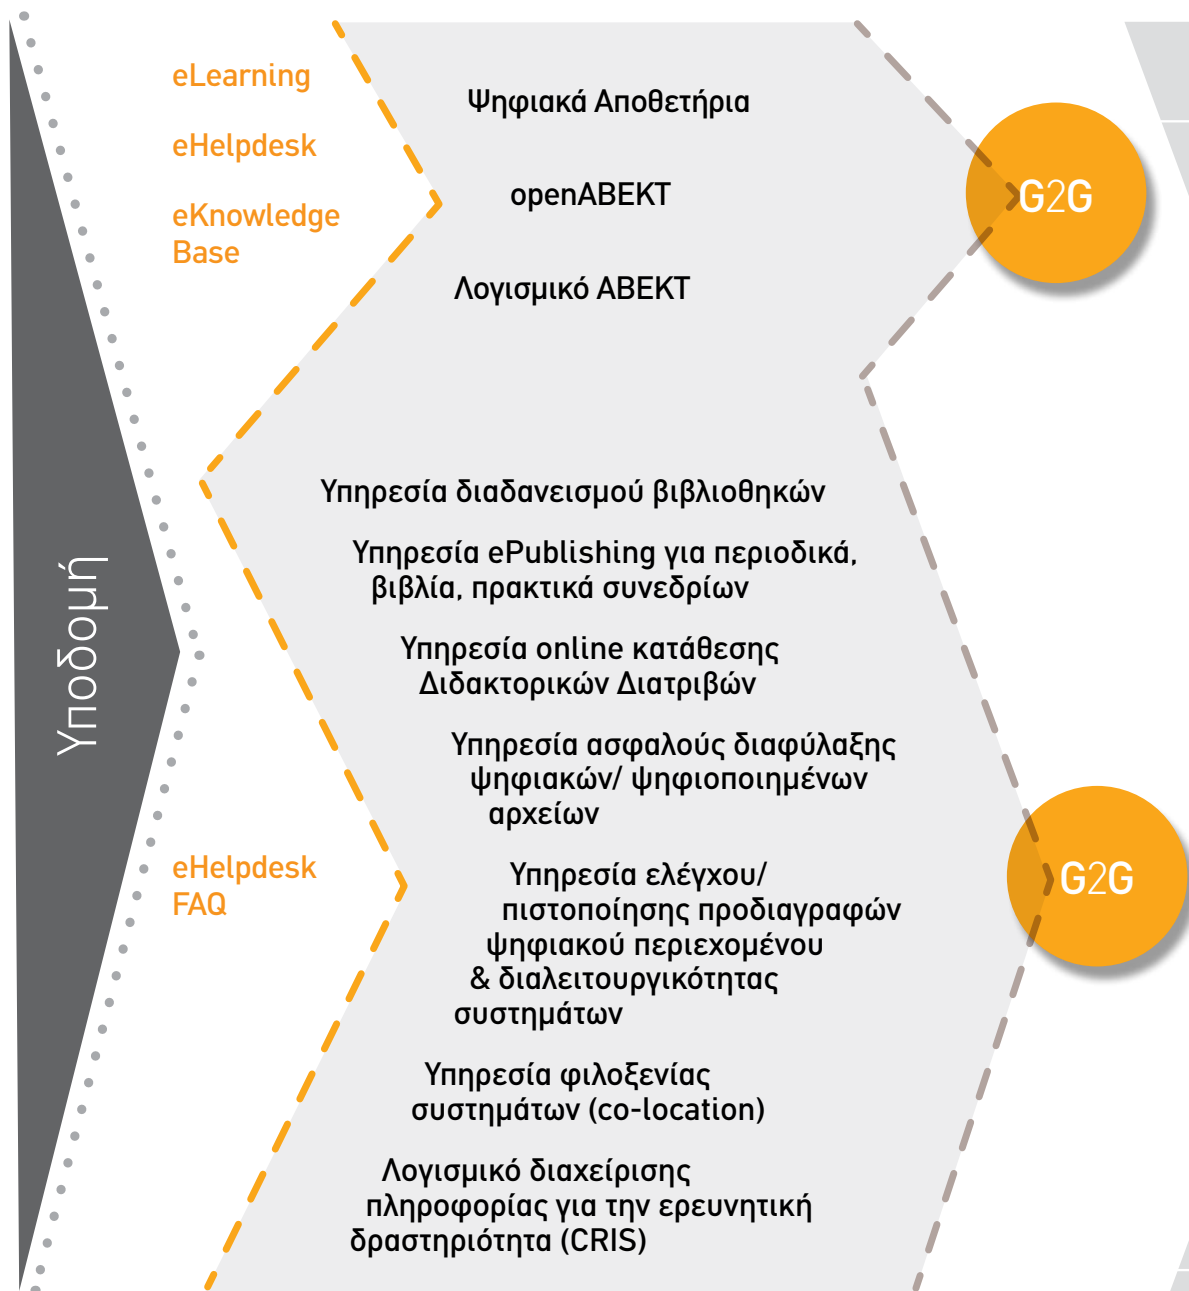 Υποδομή
eLearning
eHelpdesk
eKnowledge
Base
Ψηφιακά Αποθετήρια
openABEKT
Λογισμικό ABEKT
G2G
Υπηρεσία διαδανεισμού βιβλιοθηκών
Υπηρεσία ePublishing για περιοδικά,
βιβλία, πρακτικά συνεδρίων
Υπηρεσία online κατάθεσης
Διδακτορικών Διατριβών
Υπηρεσία ασφαλούς διαφύλαξης
ψηφιακών/ ψηφιοποιημένων
αρχείων
eHelpdesk
FAQ
Υπηρεσία ελέγχου/
πιστοποίησης προδιαγραφών
ψηφιακού περιεχομένου
& διαλειτουργικότητας
συστημάτων
G2G
Υπηρεσία φιλοξενίας
συστημάτων (co-location)
Λογισμικό διαχείρισης
πληροφορίας για την ερευνητική
δραστηριότητα (CRIS)